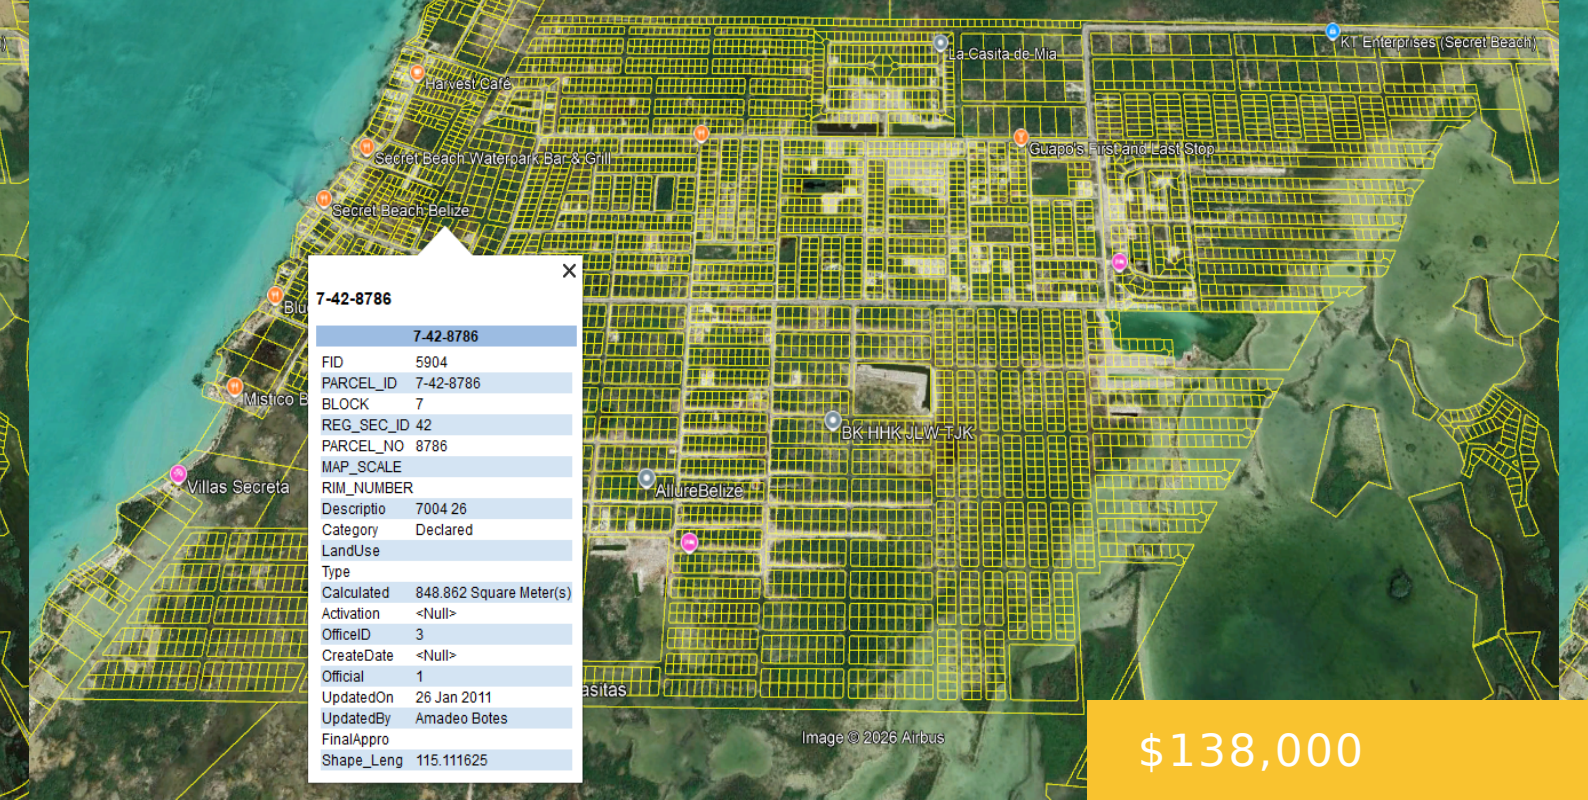 La Casita de Mia
KT Enterprises (Secret Beach)
Harvest Café
Secret Beach Waterpark Bar & Grill
Guapo's First and Last Stop
Secret Beach Belize
Blu
Mistico B
Villas Secreta
BK HHK JLW TJK
AllureBelize
asitas
7-42-8786
7-42-8786
FID 5904
PARCEL_ID 7-42-8786
BLOCK 7
REG_SEC_ID 42
PARCEL_NO 8786
MAP_SCALE
RIM_NUMBER
Descriptio 7004 26
Category Declared
LandUse
Type
Calculated 848.862 Square Meter(s)
Activation <Null>
OfficeID 3
CreateDate <Null>
Official 1
UpdatedOn 26 Jan 2011
UpdatedBy Amadeo Botes
FinalAppro
Shape_Leng 115.111625
Image © 2026 Airbus
$138,000